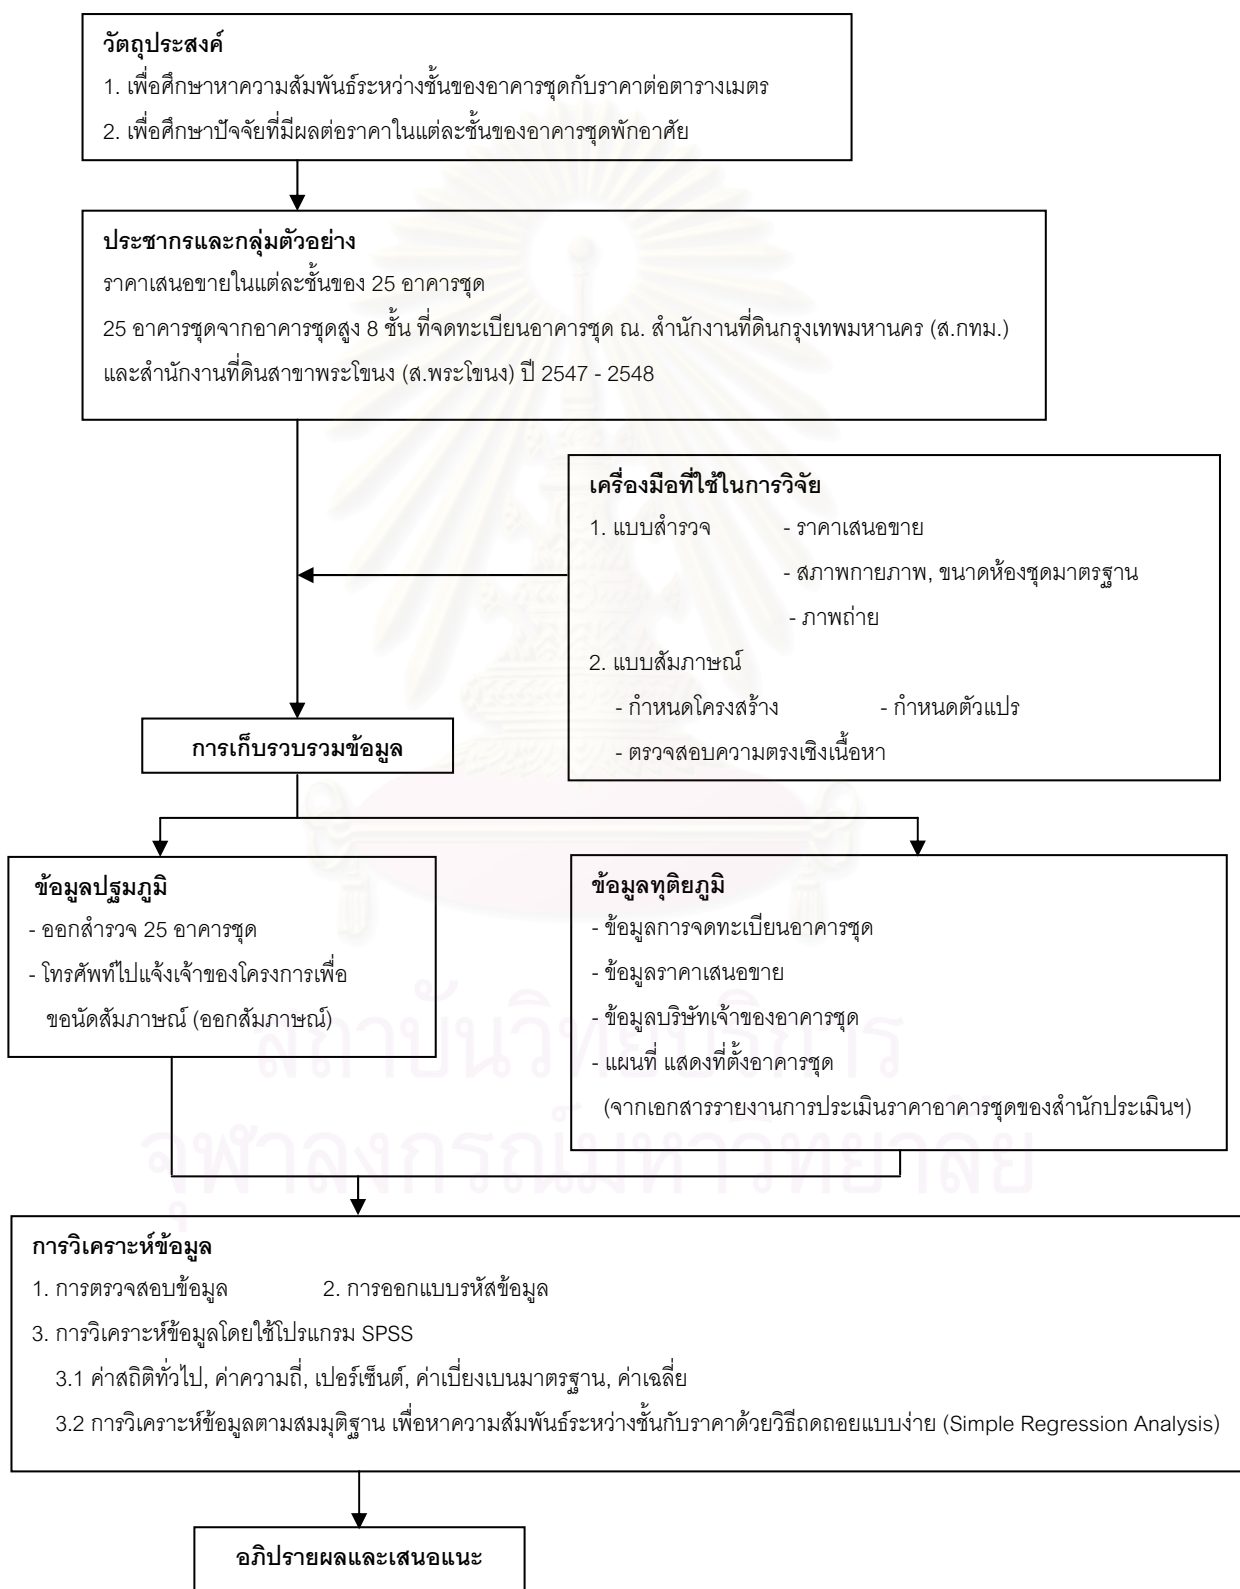 วัตถุประสงค์
1. เพื่อศึกษาหาความสัมพันธ์ระหว่างชั้นของอาคารชุดกับราคาต่อตารางเมตร
2. เพื่อศึกษาปัจจัยที่มีผลต่อราคาในแต่ละชั้นของอาคารชุดพักอาศัย
ประชากรและกลุ่มตัวอย่าง
ราคาเสนอขายในแต่ละชั้นของ 25 อาคารชุด
25 อาคารชุดจากอาคารชุดสูง 8 ชั้น ที่จดทะเบียนอาคารชุด ณ. สำนักงานที่ดินกรุงเทพมหานคร (ส.กทม.)
และสำนักงานที่ดินสาขาพระโขนง (ส.พระโขนง) ปี 2547 - 2548
เครื่องมือที่ใช้ในการวิจัย
1. แบบสำรวจ - ราคาเสนอขาย
- สภาพกายภาพ, ขนาดห้องชุดมาตรฐาน
- ภาพถ่าย
2. แบบสัมภาษณ์
- กำหนดโครงสร้าง - กำหนดตัวแปร
- ตรวจสอบความตรงเชิงเนื้อหา
การเก็บรวบรวมข้อมูล
ข้อมูลปฐมภูมิ
- ออกสำรวจ 25 อาคารชุด
- โทรศัพท์ไปแจ้งเจ้าของโครงการเพื่อ
ขอนัดสัมภาษณ์ (ออกสัมภาษณ์)
ข้อมูลทุติยภูมิ
- ข้อมูลการจดทะเบียนอาคารชุด
- ข้อมูลราคาเสนอขาย
- ข้อมูลบริษัทเจ้าของอาคารชุด
- แผนที่ แสดงที่ตั้งอาคารชุด
(จากเอกสารรายงานการประเมินราคาอาคารชุดของสำนักประเมินฯ)
สถาบันวิทยบริการ
จุฬาลงกรณ์มหาวิทยาลัย
การวิเคราะห์ข้อมูล
1. การตรวจสอบข้อมูล 2. การออกแบบรหัสข้อมูล
3. การวิเคราะห์ข้อมูลโดยใช้โปรแกรม SPSS
3.1 ค่าสถิติทั่วไป, ค่าความถี่, เปอร์เซ็นต์, ค่าเบี่ยงเบนมาตรฐาน, ค่าเฉลี่ย
3.2 การวิเคราะห์ข้อมูลตามสมมุติฐาน เพื่อหาความสัมพันธ์ระหว่างชั้นกับราคาด้วยวิธีถดถอยแบบง่าย (Simple Regression Analysis)
อภิปรายผลและเสนอแนะ